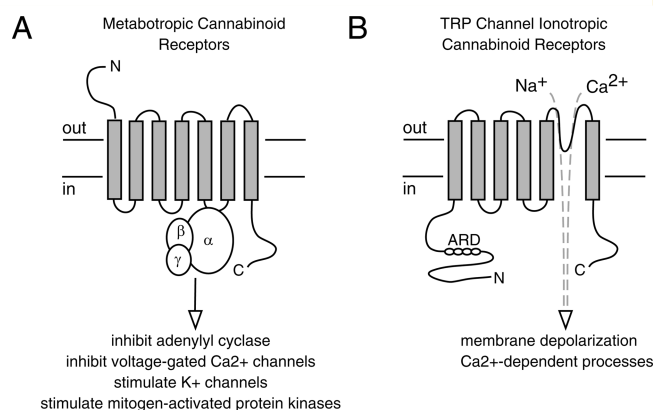 A
Metabotropic Cannabinoid
Receptors
N
out
in
β
α
γ
C
inhibit adenylyl cyclase
inhibit voltage-gated Ca2+ channels
stimulate K+ channels
stimulate mitogen-activated protein kinases
B
TRP Channel Ionotropic
Cannabinoid Receptors
Na+ Ca2+
out
in
ARD
N
C
membrane depolarization
Ca2+-dependent processes